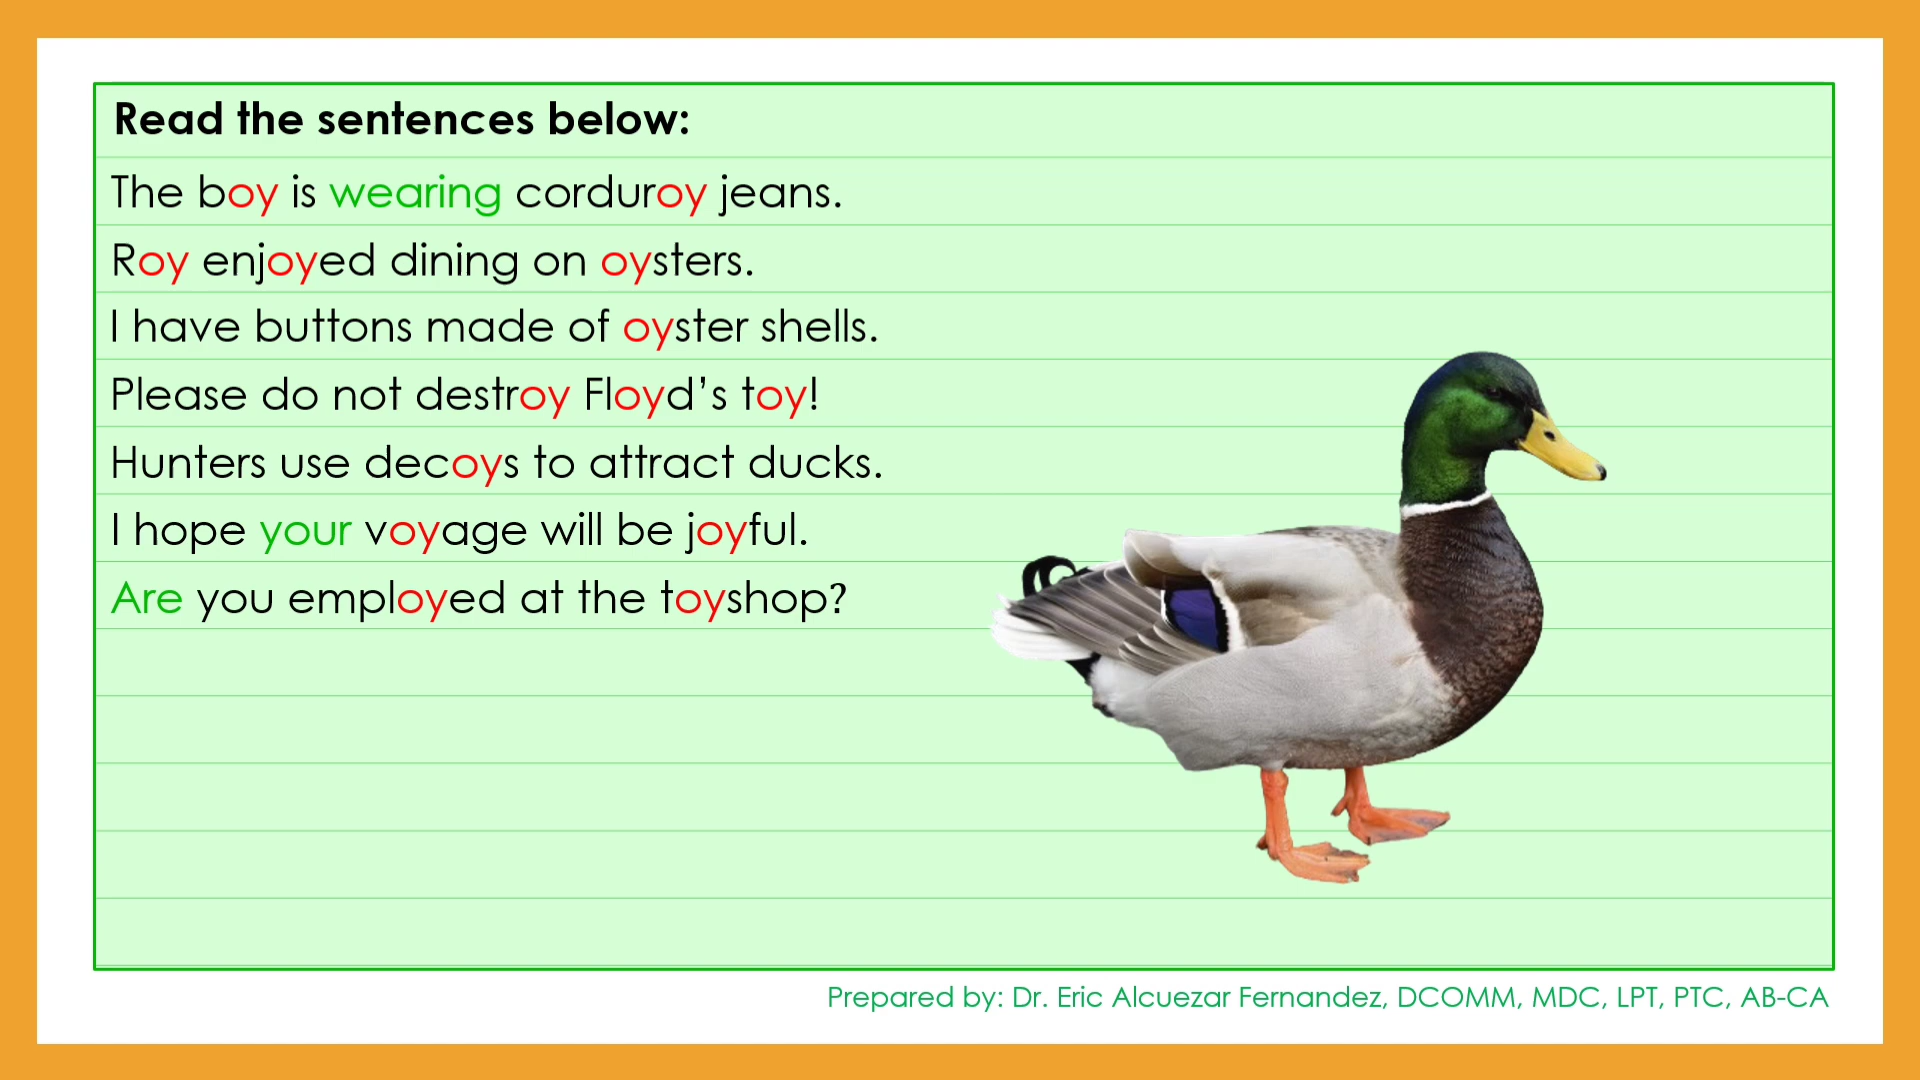 Read the sentences below:
The boy is wearing corduroy jeans.
Roy enjoyed dining on oysters.
I have buttons made of oyster shells.
Please do not destroy Floyd’s toy!
Hunters use decoys to attract ducks.
I hope your voyage will be joyful.
Are you employed at the toyshop?
Prepared by: Dr. Eric Alcuezar Fernandez, DCOMM, MDC, LPT, PTC, AB-CA